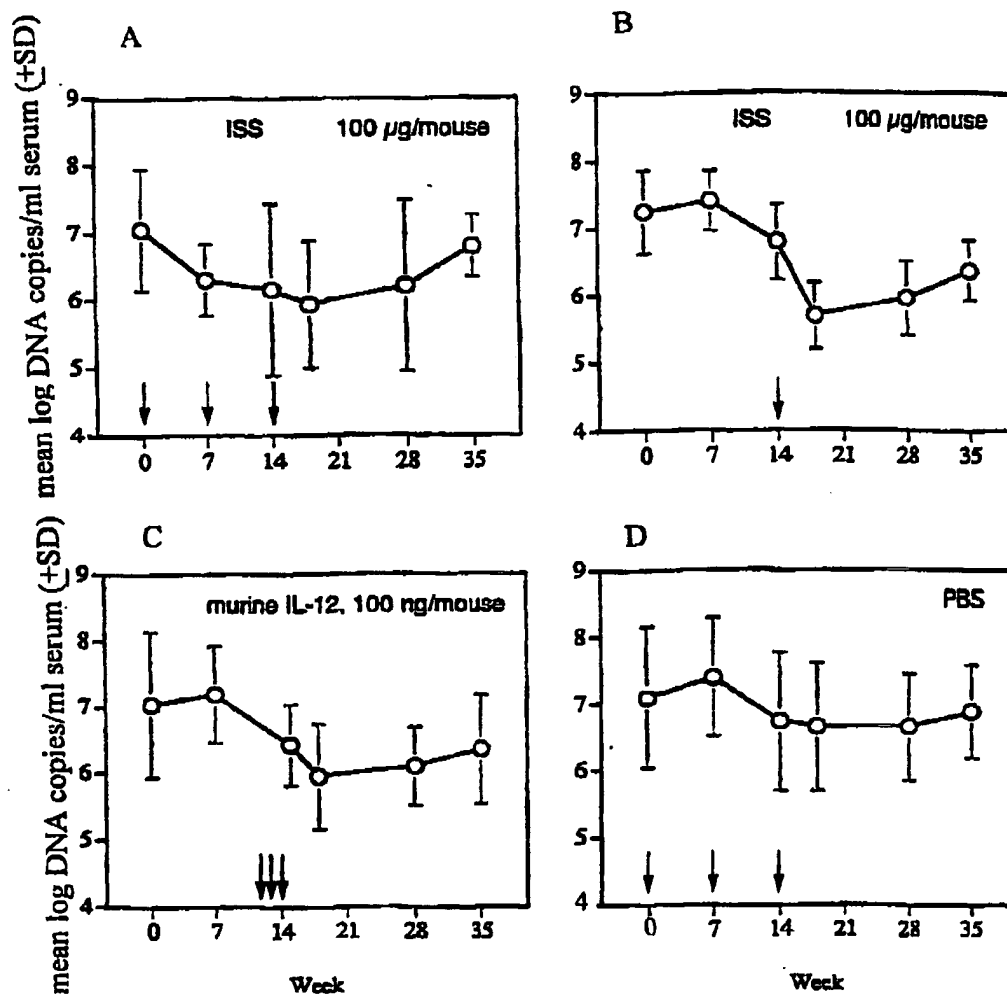 A
mean log DNA copies/ml serum (+SD)
9
8
7
6
5
4
ISS 100 µg/mouse
0 7 14 21 28 35
B
9
8
7
6
5
4
ISS 100 µg/mouse
0 7 14 21 28 35
C
mean log DNA copies/ml serum (+SD)
9
8
7
6
5
4
murine IL-12, 100 ng/mouse
0 7 14 21 28 35
Week
D
9
8
7
6
5
4
PBS
0 7 14 21 28 35
Week